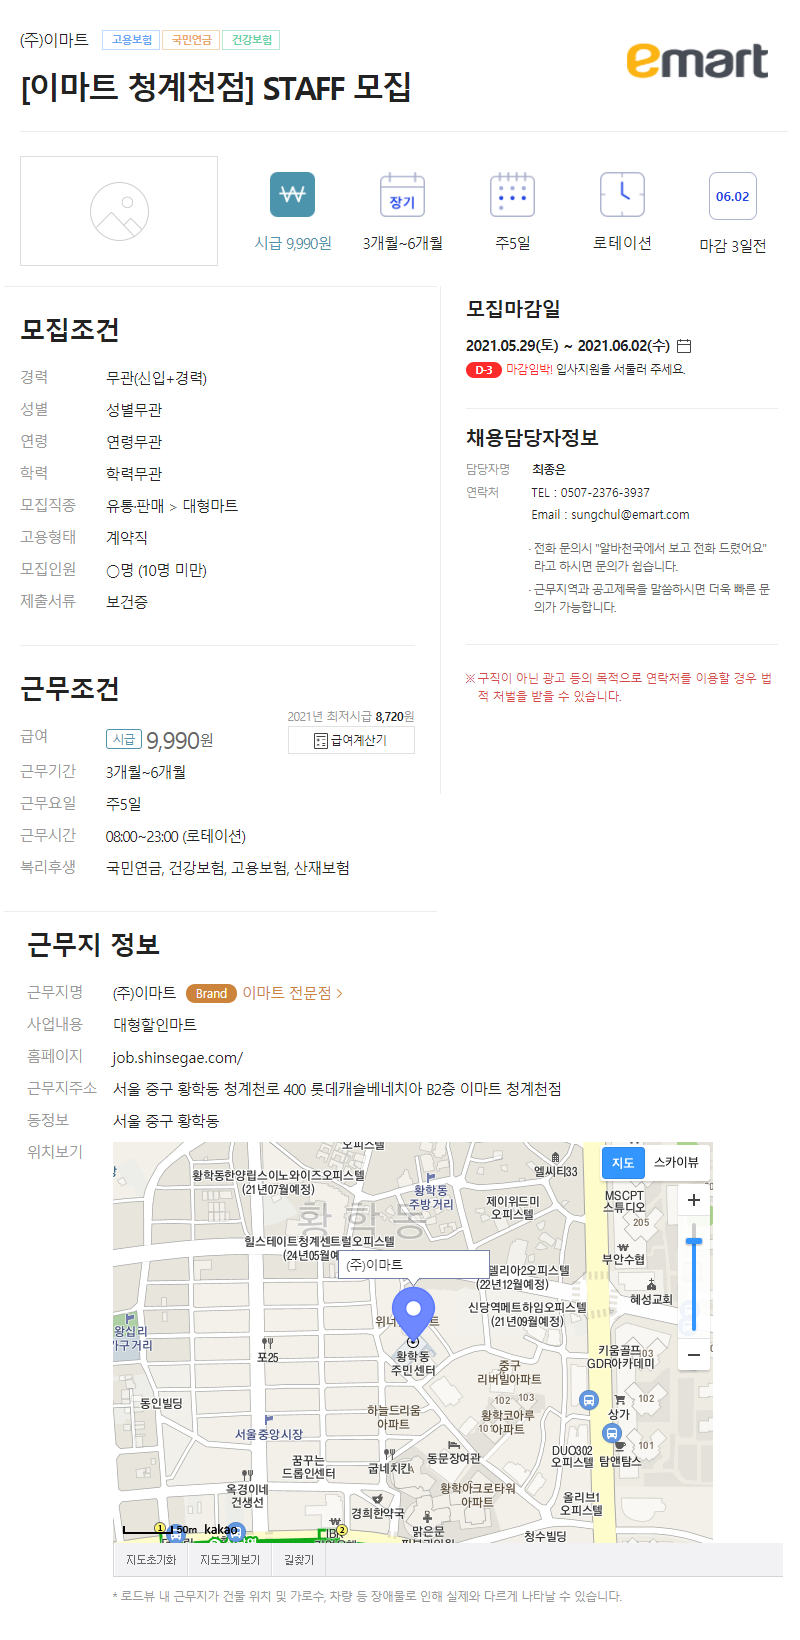 (주)이마트 고용보험 국민연금 건강보험
emart
[이마트 청계천점] STAFF 모집
₩ 장기 06.02
시급 9,990원 3개월~6개월 주5일 로테이션 마감 3일전
모집조건
경력 무관(신입+경력)
성별 성별무관
연령 연령무관
학력 학력무관
모집직종 유통·판매 > 대형마트
고용형태 계약직
모집인원 ○명 (10명 미만)
제출서류 보건증
근무조건
2021년 최저시급 8,720원
급여 시급 9,990원 급여계산기
근무기간 3개월~6개월
근무요일 주5일
근무시간 08:00~23:00 (로테이션)
복리후생 국민연금, 건강보험, 고용보험, 산재보험
모집마감일
2021.05.29(토) ~ 2021.06.02(수)
D-3 마감임박! 입사지원을 서둘러 주세요.
채용담당자정보
담당자명 최종은
연락처 TEL : 0507-2376-3937
Email : sungchul@emart.com
· 전화 문의시 "알바천국에서 보고 전화 드렸어요"
라고 하시면 문의가 쉽습니다.
· 근무지역과 공고제목을 말씀하시면 더욱 빠른 문
의가 가능합니다.
※ 구직이 아닌 광고 등의 목적으로 연락처를 이용할 경우 법
적 처벌을 받을 수 있습니다.
근무지 정보
근무지명 (주)이마트 Brand 이마트 전문점 >
사업내용 대형할인마트
홈페이지 job.shinsegae.com/
근무지주소 서울 중구 황학동 청계천로 400 롯데캐슬베네치아 B2층 이마트 청계천점
동정보 서울 중구 황학동
위치보기
오피스텔
지도 스카이뷰
엘씨티33
황학동한양립스이노와이즈오피스텔
(21년07월예정)
황학동
주방거리
제이위드미
오피스텔
MSCPT
스튜디오
205
황학동
힐스테이트청계센트럴오피스텔
(24년05월예
(주)이마트
델리아2오피스텔
(22년12월예정)
부안수협
혜성교회
신당역메트하임오피스텔
(21년09월예정)
왕십리
가구거리
포25
황학동
주민센터
중구
리버빌아파트
키움골프
GDR아카데미
103
102 103
102
동인빌딩
하늘드리움
아파트
황학코아루
아파트
상가
101
서울중앙시장
동문장여관
DUO302
오피스텔
탐앤탐스
꿈꾸는
드롭인센터
굽네치킨
옥경이네
건생선
황학아크로타워
아파트
올리브1
오피스텔
경희한약국
맑은문
청수빌딩
50m kakao
1
2
IBK
지도초기화 지도크게보기 길찾기
* 로드뷰 내 근무지가 건물 위치 및 가로수, 차량 등 장애물로 인해 실제와 다르게 나타날 수 있습니다.